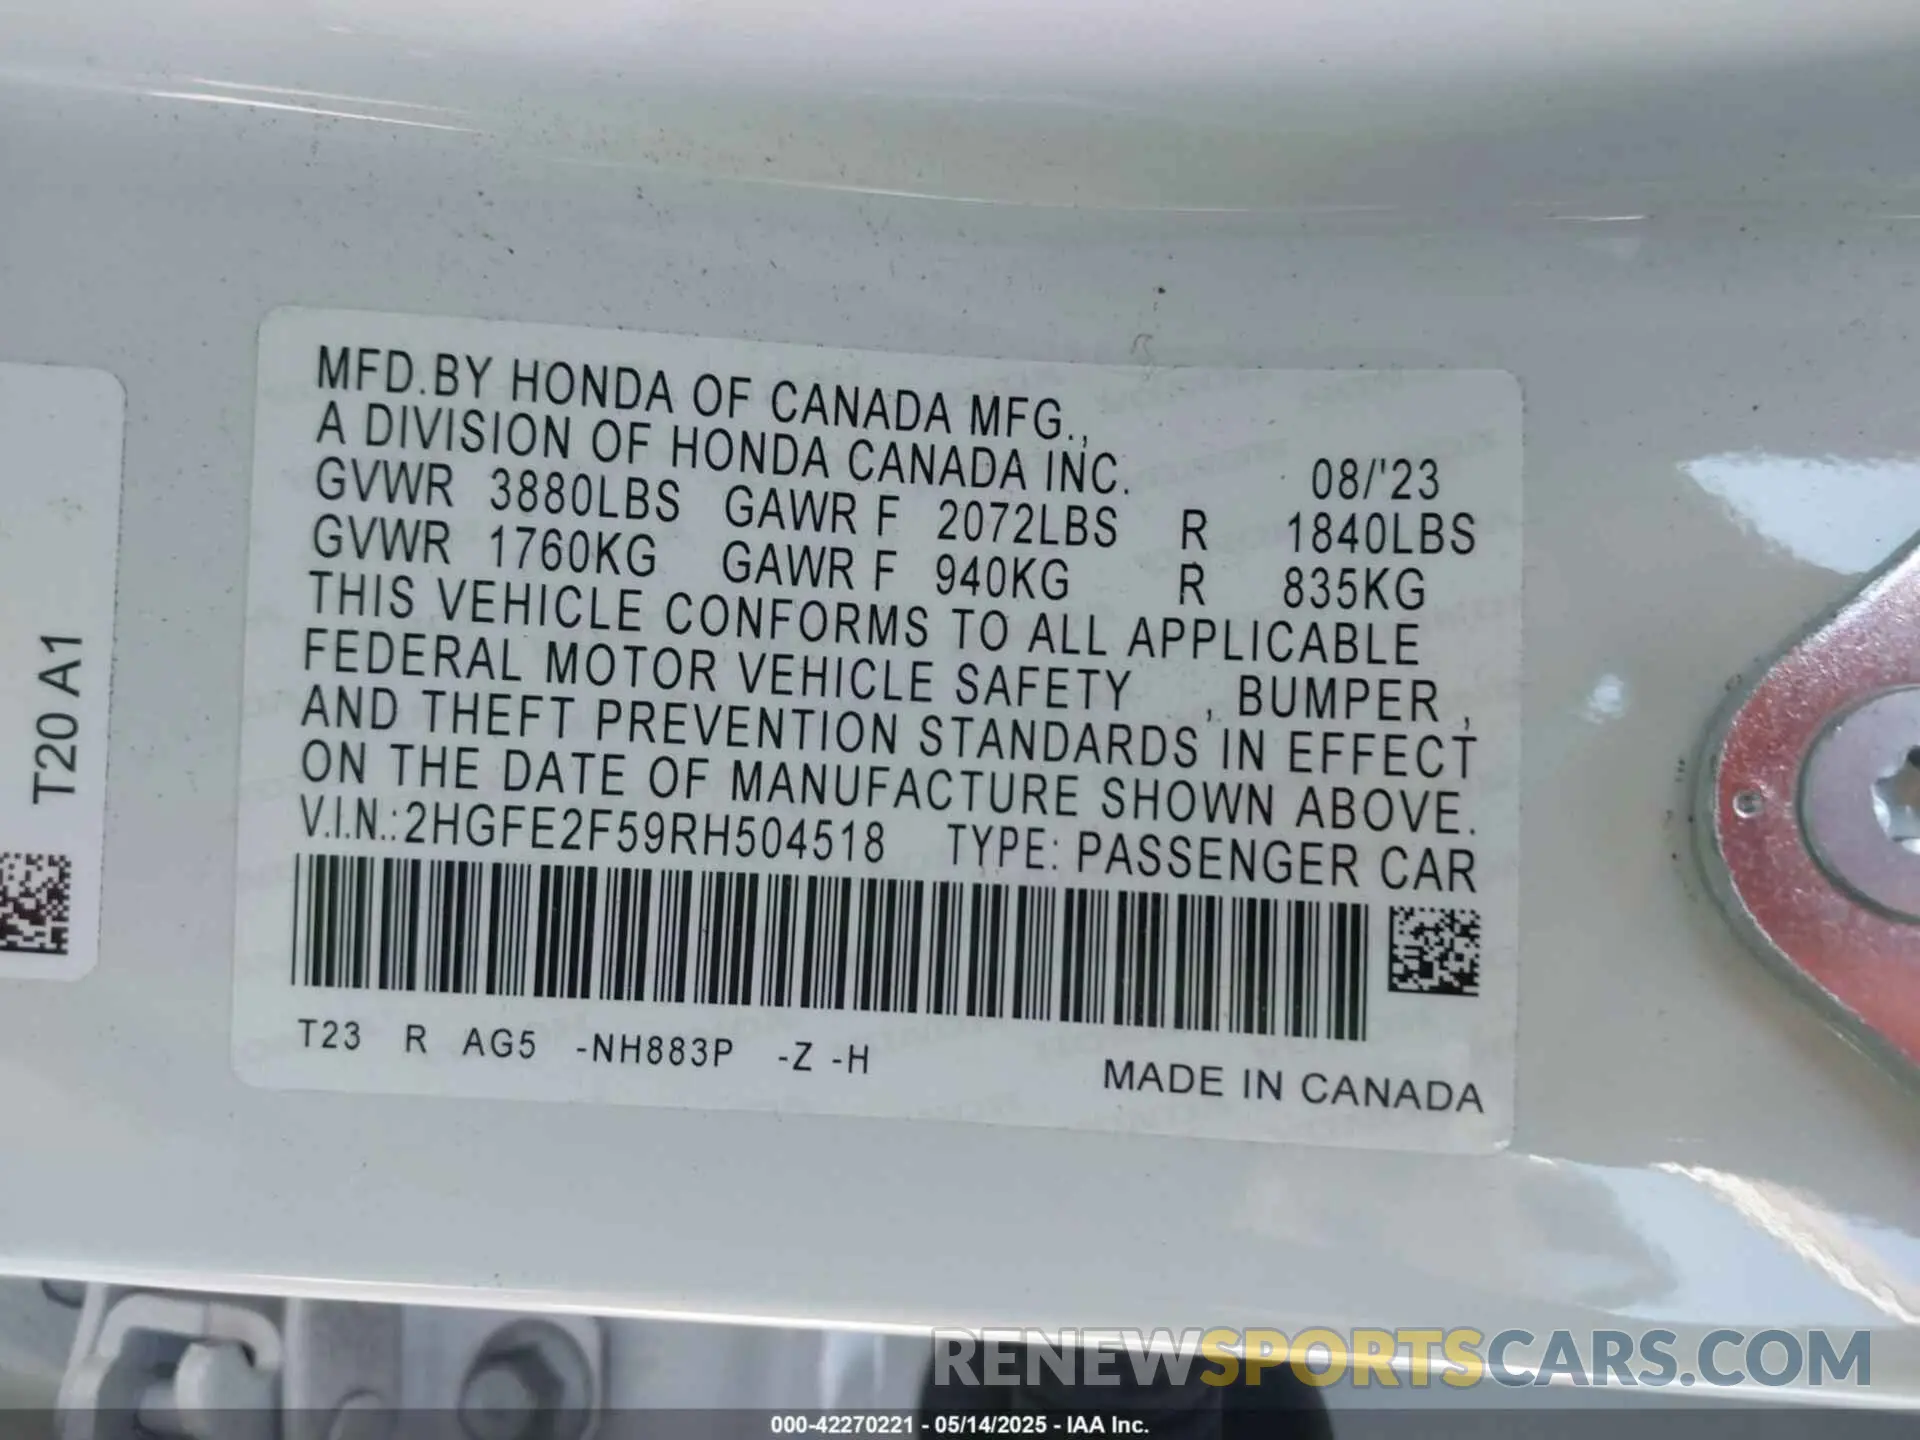 MFD.BY HONDA OF CANADA MFG.,
A DIVISION OF HONDA CANADA INC. 08/'23
GVWR 3880LBS GAWR F 2072LBS R 1840LBS
GVWR 1760KG GAWR F 940KG R 835KG
THIS VEHICLE CONFORMS TO ALL APPLICABLE
FEDERAL MOTOR VEHICLE SAFETY , BUMPER ,
AND THEFT PREVENTION STANDARDS IN EFFECT
ON THE DATE OF MANUFACTURE SHOWN ABOVE.
V.I.N.:2HGFE2F59RH504518 TYPE: PASSENGER CAR
T23 R AG5 -NH883P -Z -H
MADE IN CANADA
T20 A1
RENEWSPORTSCARS.COM
000-42270221 - 05/14/2025 - IAA Inc.